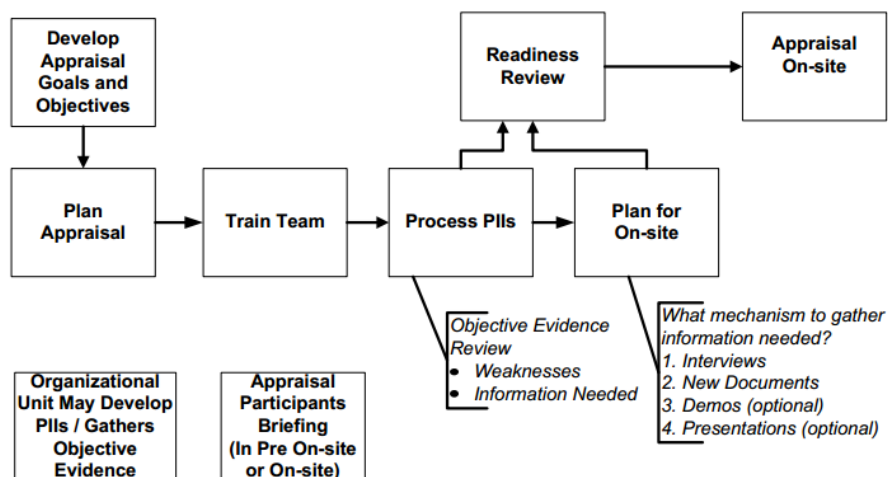 Develop
Appraisal
Goals and
Objectives
Readiness
Review
Appraisal
On-site
Plan
Appraisal
Train Team
Process PIIs
Plan for
On-site
Objective Evidence
Review
• Weaknesses
• Information Needed
What mechanism to gather
information needed?
1. Interviews
2. New Documents
3. Demos (optional)
4. Presentations (optional)
Organizational
Unit May Develop
PIIs / Gathers
Objective
Evidence
Appraisal
Participants
Briefing
(In Pre On-site
or On-site)